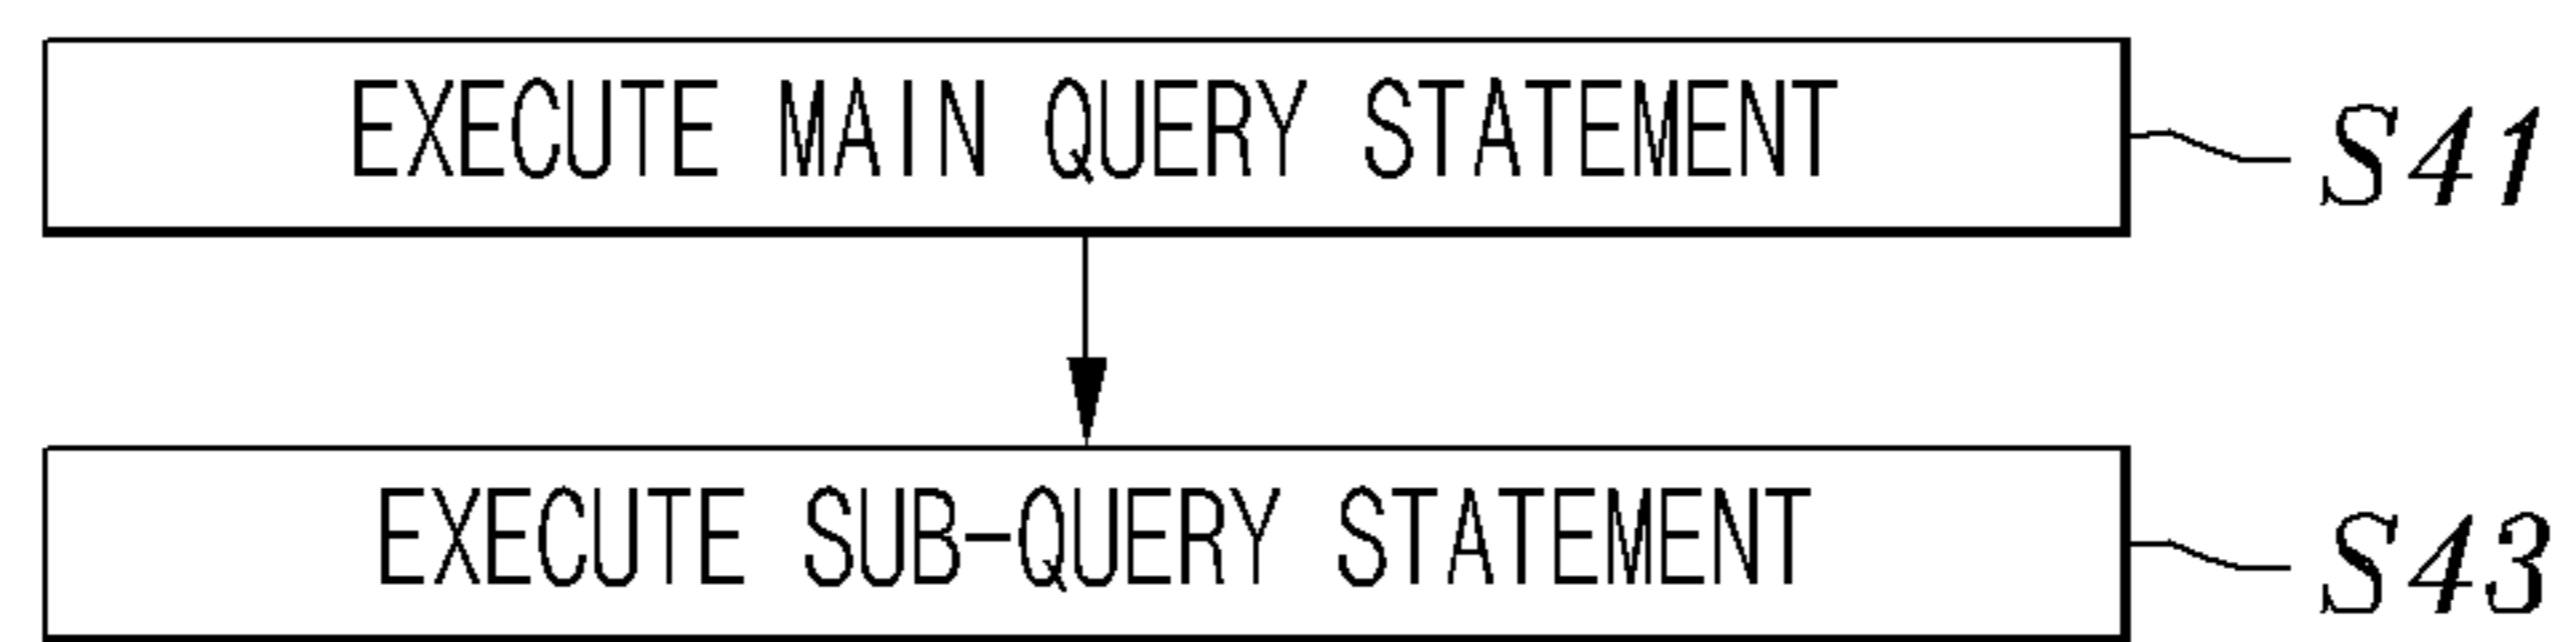 EXECUTE MAIN QUERY STATEMENT S41
EXECUTE SUB-QUERY STATEMENT S43